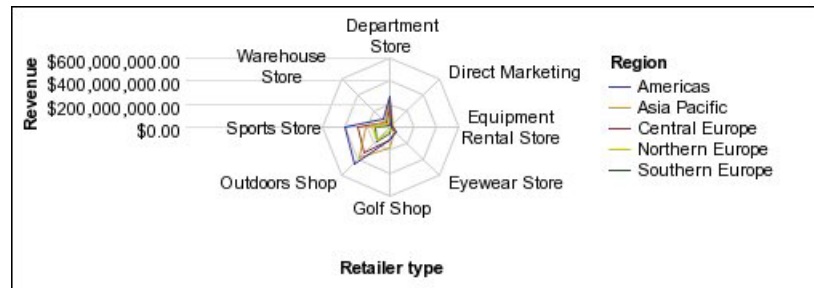 Department
Store
Warehouse
Store
Direct Marketing
Equipment
Rental Store
Eyewear Store
Golf Shop
Outdoors Shop
Sports Store
Revenue
$600,000,000.00
$400,000,000.00
$200,000,000.00
$0.00
Retailer type
Region
Americas
Asia Pacific
Central Europe
Northern Europe
Southern Europe